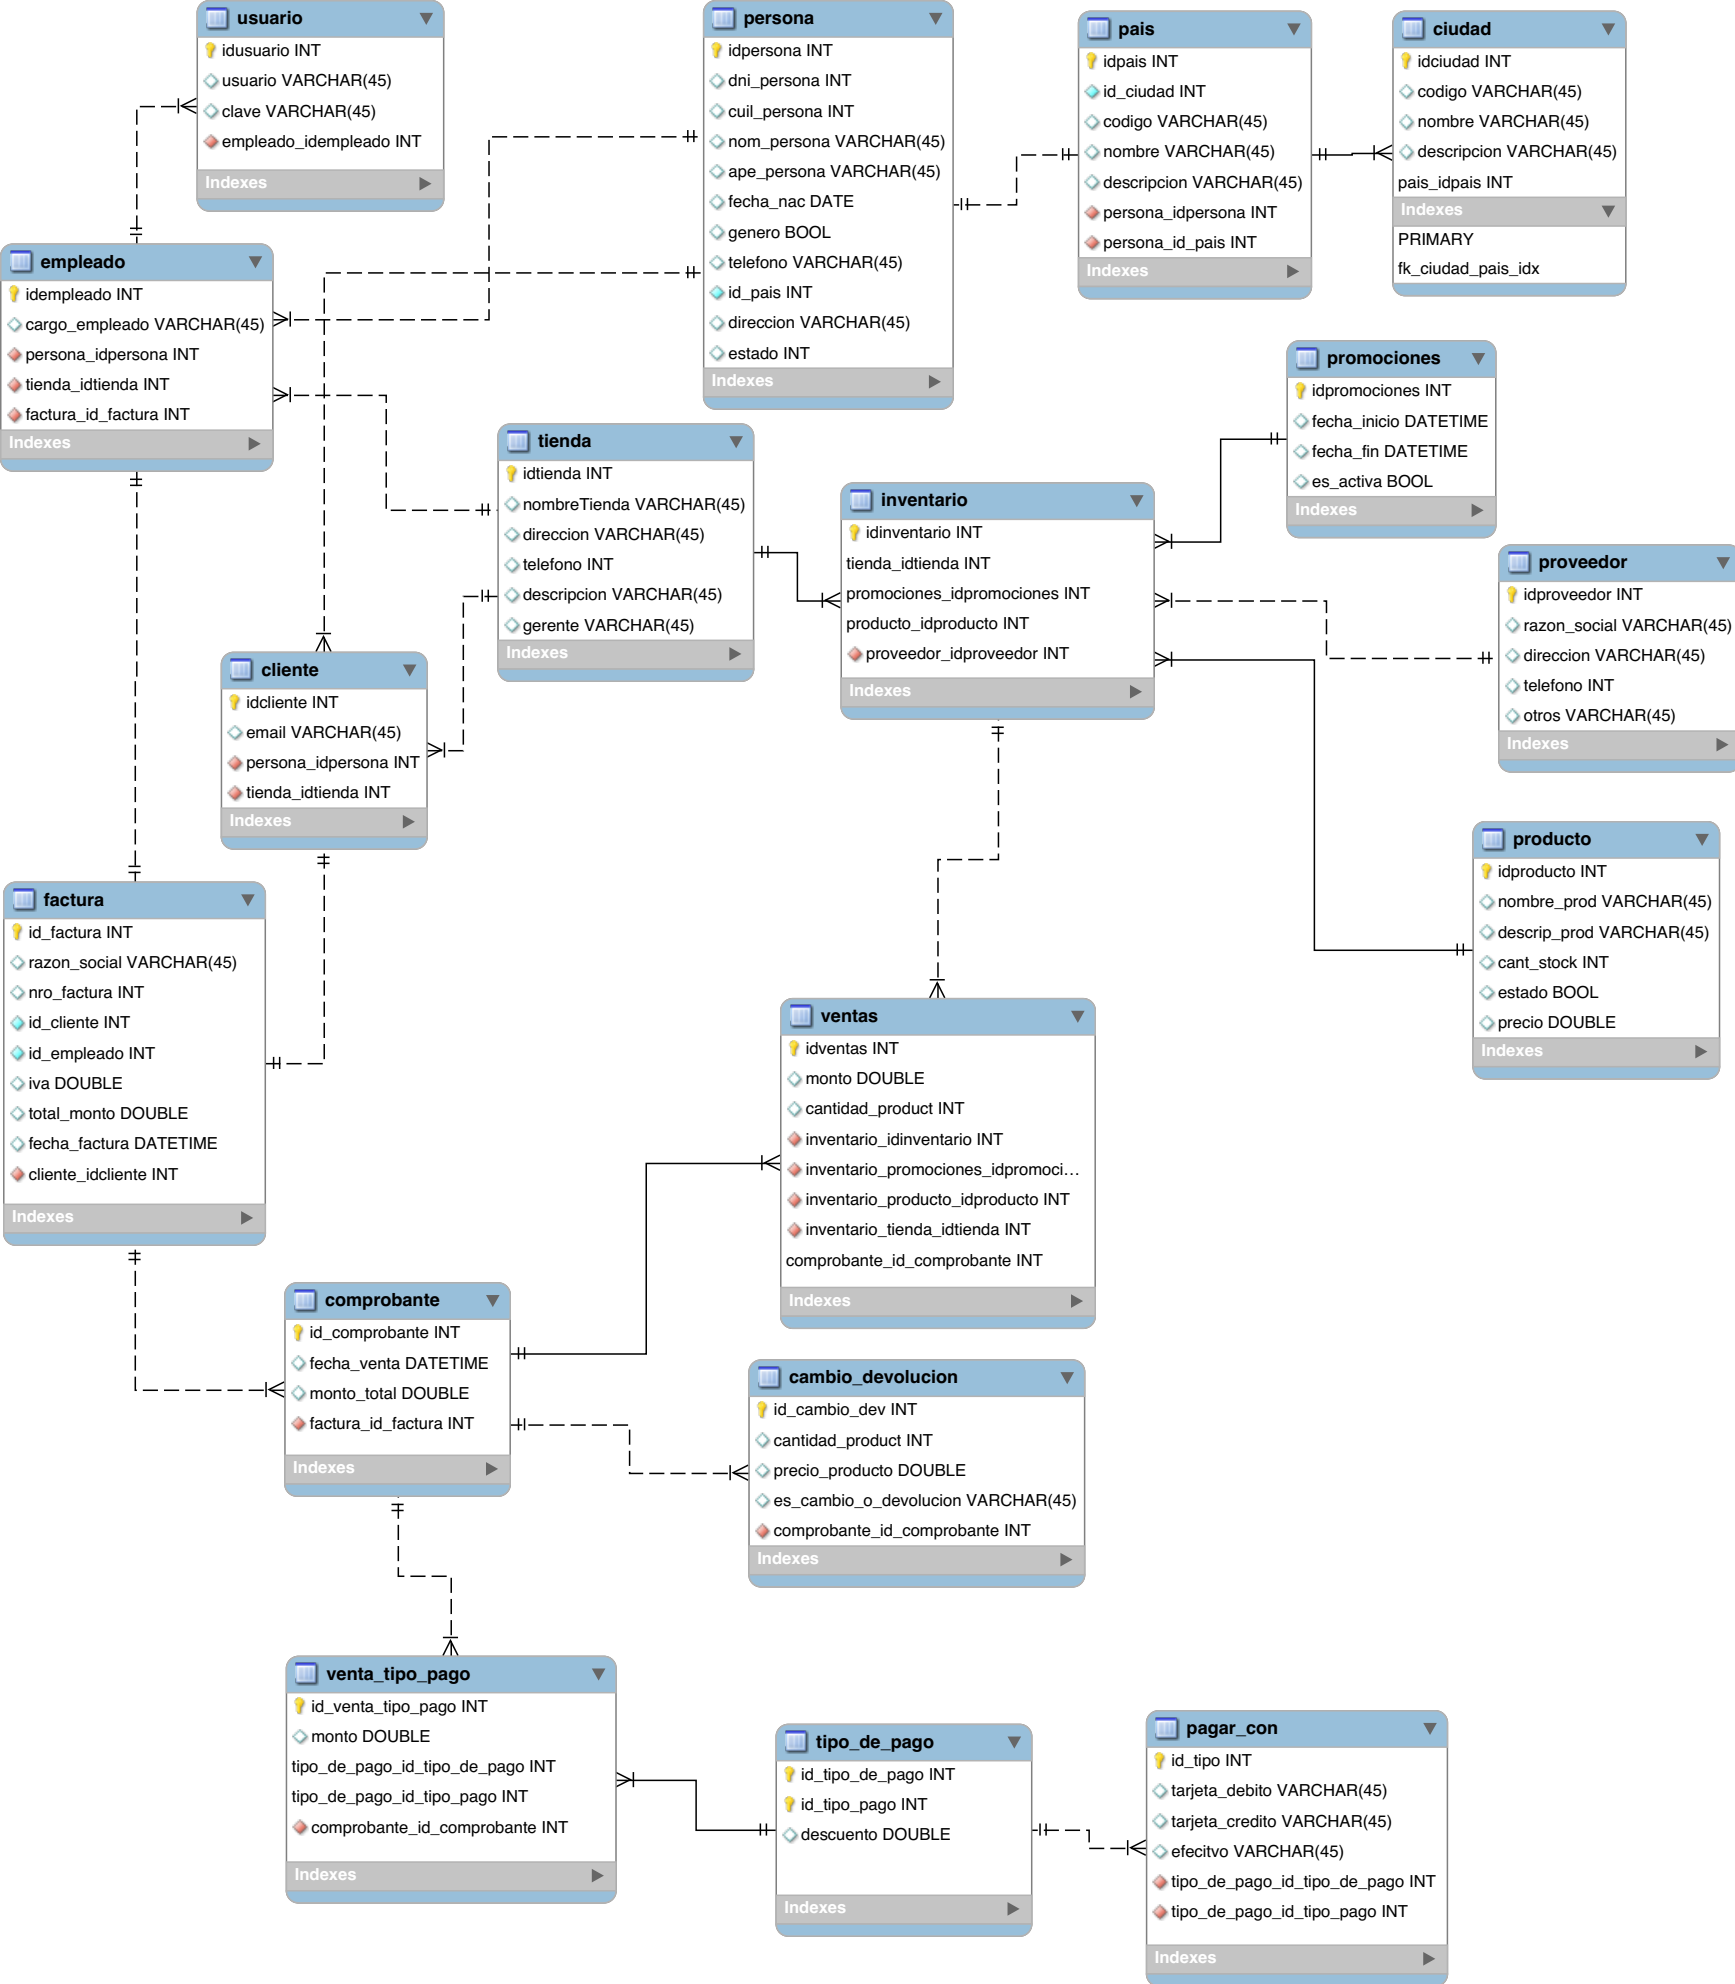 usuario
idusuario INT
usuario VARCHAR(45)
clave VARCHAR(45)
empleado_idempleado INT
Indexes
persona
idpersona INT
dni_persona INT
cuil_persona INT
nom_persona VARCHAR(45)
ape_persona VARCHAR(45)
fecha_nac DATE
genero BOOL
telefono VARCHAR(45)
id_pais INT
direccion VARCHAR(45)
estado INT
Indexes
pais
idpais INT
id_ciudad INT
codigo VARCHAR(45)
nombre VARCHAR(45)
descripcion VARCHAR(45)
persona_idpersona INT
persona_id_pais INT
Indexes
ciudad
idciudad INT
codigo VARCHAR(45)
nombre VARCHAR(45)
descripcion VARCHAR(45)
pais_idpais INT
Indexes
PRIMARY
fk_ciudad_pais_idx
empleado
idempleado INT
cargo_empleado VARCHAR(45)
persona_idpersona INT
tienda_idtienda INT
factura_id_factura INT
Indexes
promociones
idpromociones INT
fecha_inicio DATETIME
fecha_fin DATETIME
es_activa BOOL
Indexes
tienda
idtienda INT
nombreTienda VARCHAR(45)
direccion VARCHAR(45)
telefono INT
descripcion VARCHAR(45)
gerente VARCHAR(45)
Indexes
inventario
idinventario INT
tienda_idtienda INT
promociones_idpromociones INT
producto_idproducto INT
proveedor_idproveedor INT
Indexes
proveedor
idproveedor INT
razon_social VARCHAR(45)
direccion VARCHAR(45)
telefono INT
otros VARCHAR(45)
Indexes
cliente
idcliente INT
email VARCHAR(45)
persona_idpersona INT
tienda_idtienda INT
Indexes
producto
idproducto INT
nombre_prod VARCHAR(45)
descrip_prod VARCHAR(45)
cant_stock INT
estado BOOL
precio DOUBLE
Indexes
factura
id_factura INT
razon_social VARCHAR(45)
nro_factura INT
id_cliente INT
id_empleado INT
iva DOUBLE
total_monto DOUBLE
fecha_factura DATETIME
cliente_idcliente INT
Indexes
ventas
idventas INT
monto DOUBLE
cantidad_product INT
inventario_idinventario INT
inventario_promociones_idpromoci...
inventario_producto_idproducto INT
inventario_tienda_idtienda INT
comprobante_id_comprobante INT
Indexes
comprobante
id_comprobante INT
fecha_venta DATETIME
monto_total DOUBLE
factura_id_factura INT
Indexes
cambio_devolucion
id_cambio_dev INT
cantidad_product INT
precio_producto DOUBLE
es_cambio_o_devolucion VARCHAR(45)
comprobante_id_comprobante INT
Indexes
venta_tipo_pago
id_venta_tipo_pago INT
monto DOUBLE
tipo_de_pago_id_tipo_de_pago INT
tipo_de_pago_id_tipo_pago INT
comprobante_id_comprobante INT
Indexes
tipo_de_pago
id_tipo_de_pago INT
id_tipo_pago INT
descuento DOUBLE
Indexes
pagar_con
id_tipo INT
tarjeta_debito VARCHAR(45)
tarjeta_credito VARCHAR(45)
efecitvo VARCHAR(45)
tipo_de_pago_id_tipo_de_pago INT
tipo_de_pago_id_tipo_pago INT
Indexes